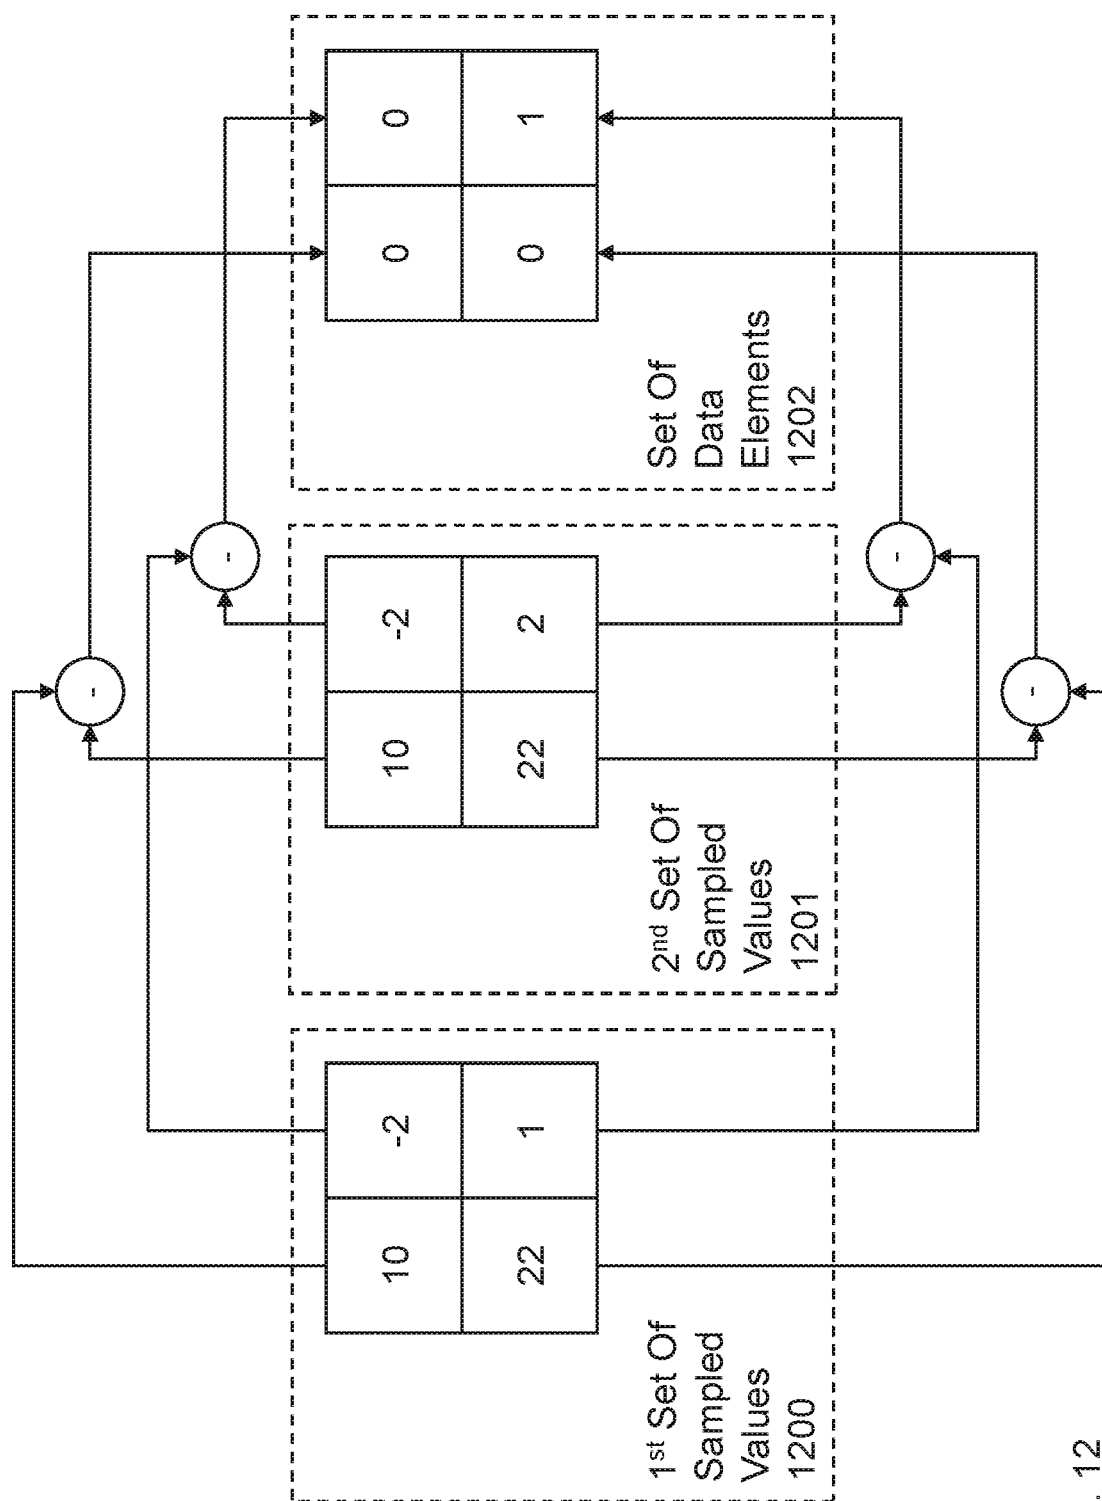 10 -2
22 1
1st Set Of
Sampled
Values
1200
10 -2
22 2
2nd Set Of
Sampled
Values
1201
0 0
0 1
Set Of
Data
Elements
1202
-
-
-
-
12